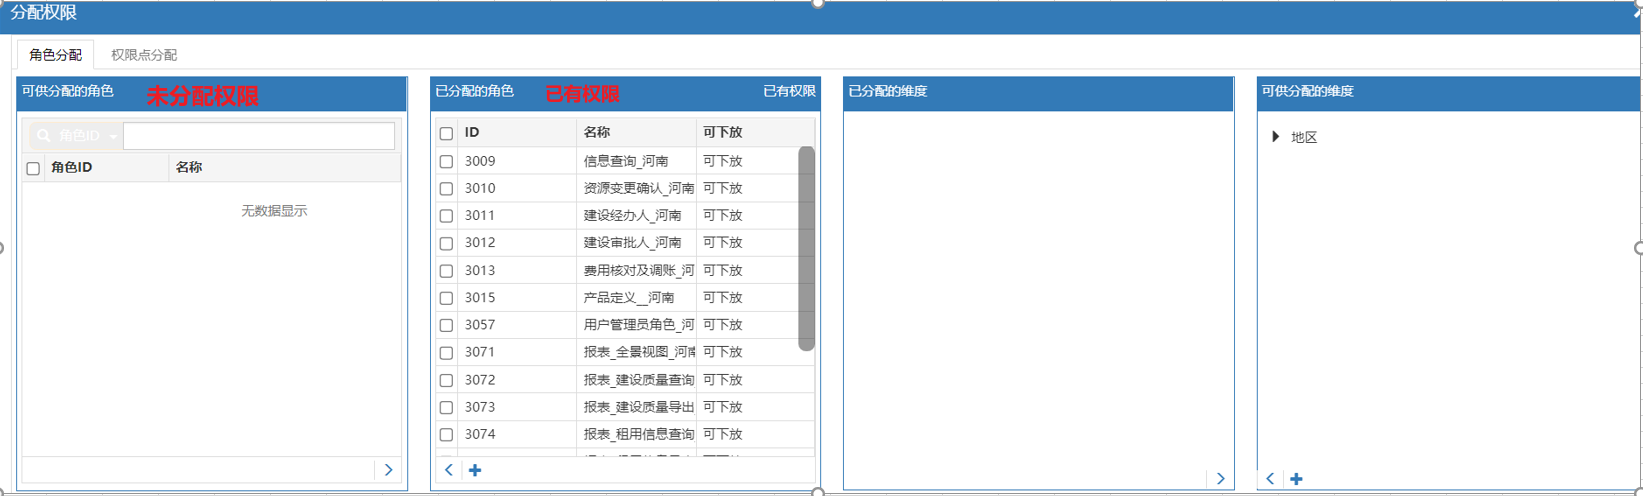 分配权限
角色分配 权限点分配
可供分配的角色 未分配权限
角色ID
角色ID 名称
无数据显示
已分配的角色 已有权限 已有权限
ID 名称 可下放
3009 信息查询_河南 可下放
3010 资源变更确认_河南 可下放
3011 建设经办人_河南 可下放
3012 建设审批人_河南 可下放
3013 费用核对及调账_河 可下放
3015 产品定义__河南 可下放
3057 用户管理员角色_河 可下放
3071 报表_全景视图_河南 可下放
3072 报表_建设质量查询 可下放
3073 报表_建设质量导出 可下放
3074 报表_租用信息查询 可下放
已分配的维度
可供分配的维度
地区